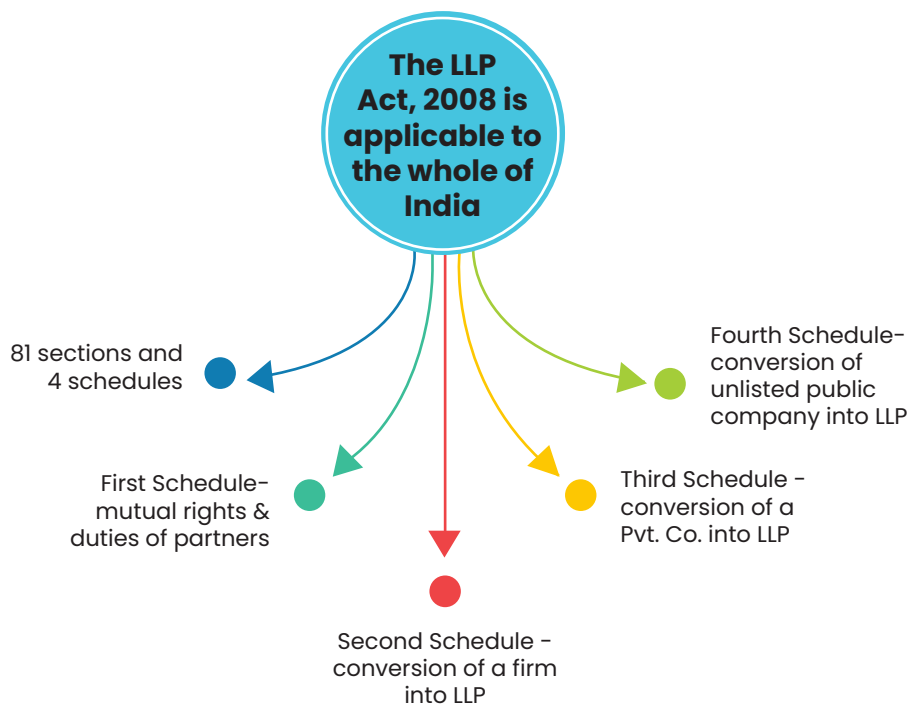 The LLP
Act, 2008 is
applicable to
the whole of
India
81 sections and
4 schedules
First Schedule-
mutual rights &
duties of partners
Second Schedule -
conversion of a firm
into LLP
Third Schedule -
conversion of a
Pvt. Co. into LLP
Fourth Schedule-
conversion of
unlisted public
company into LLP